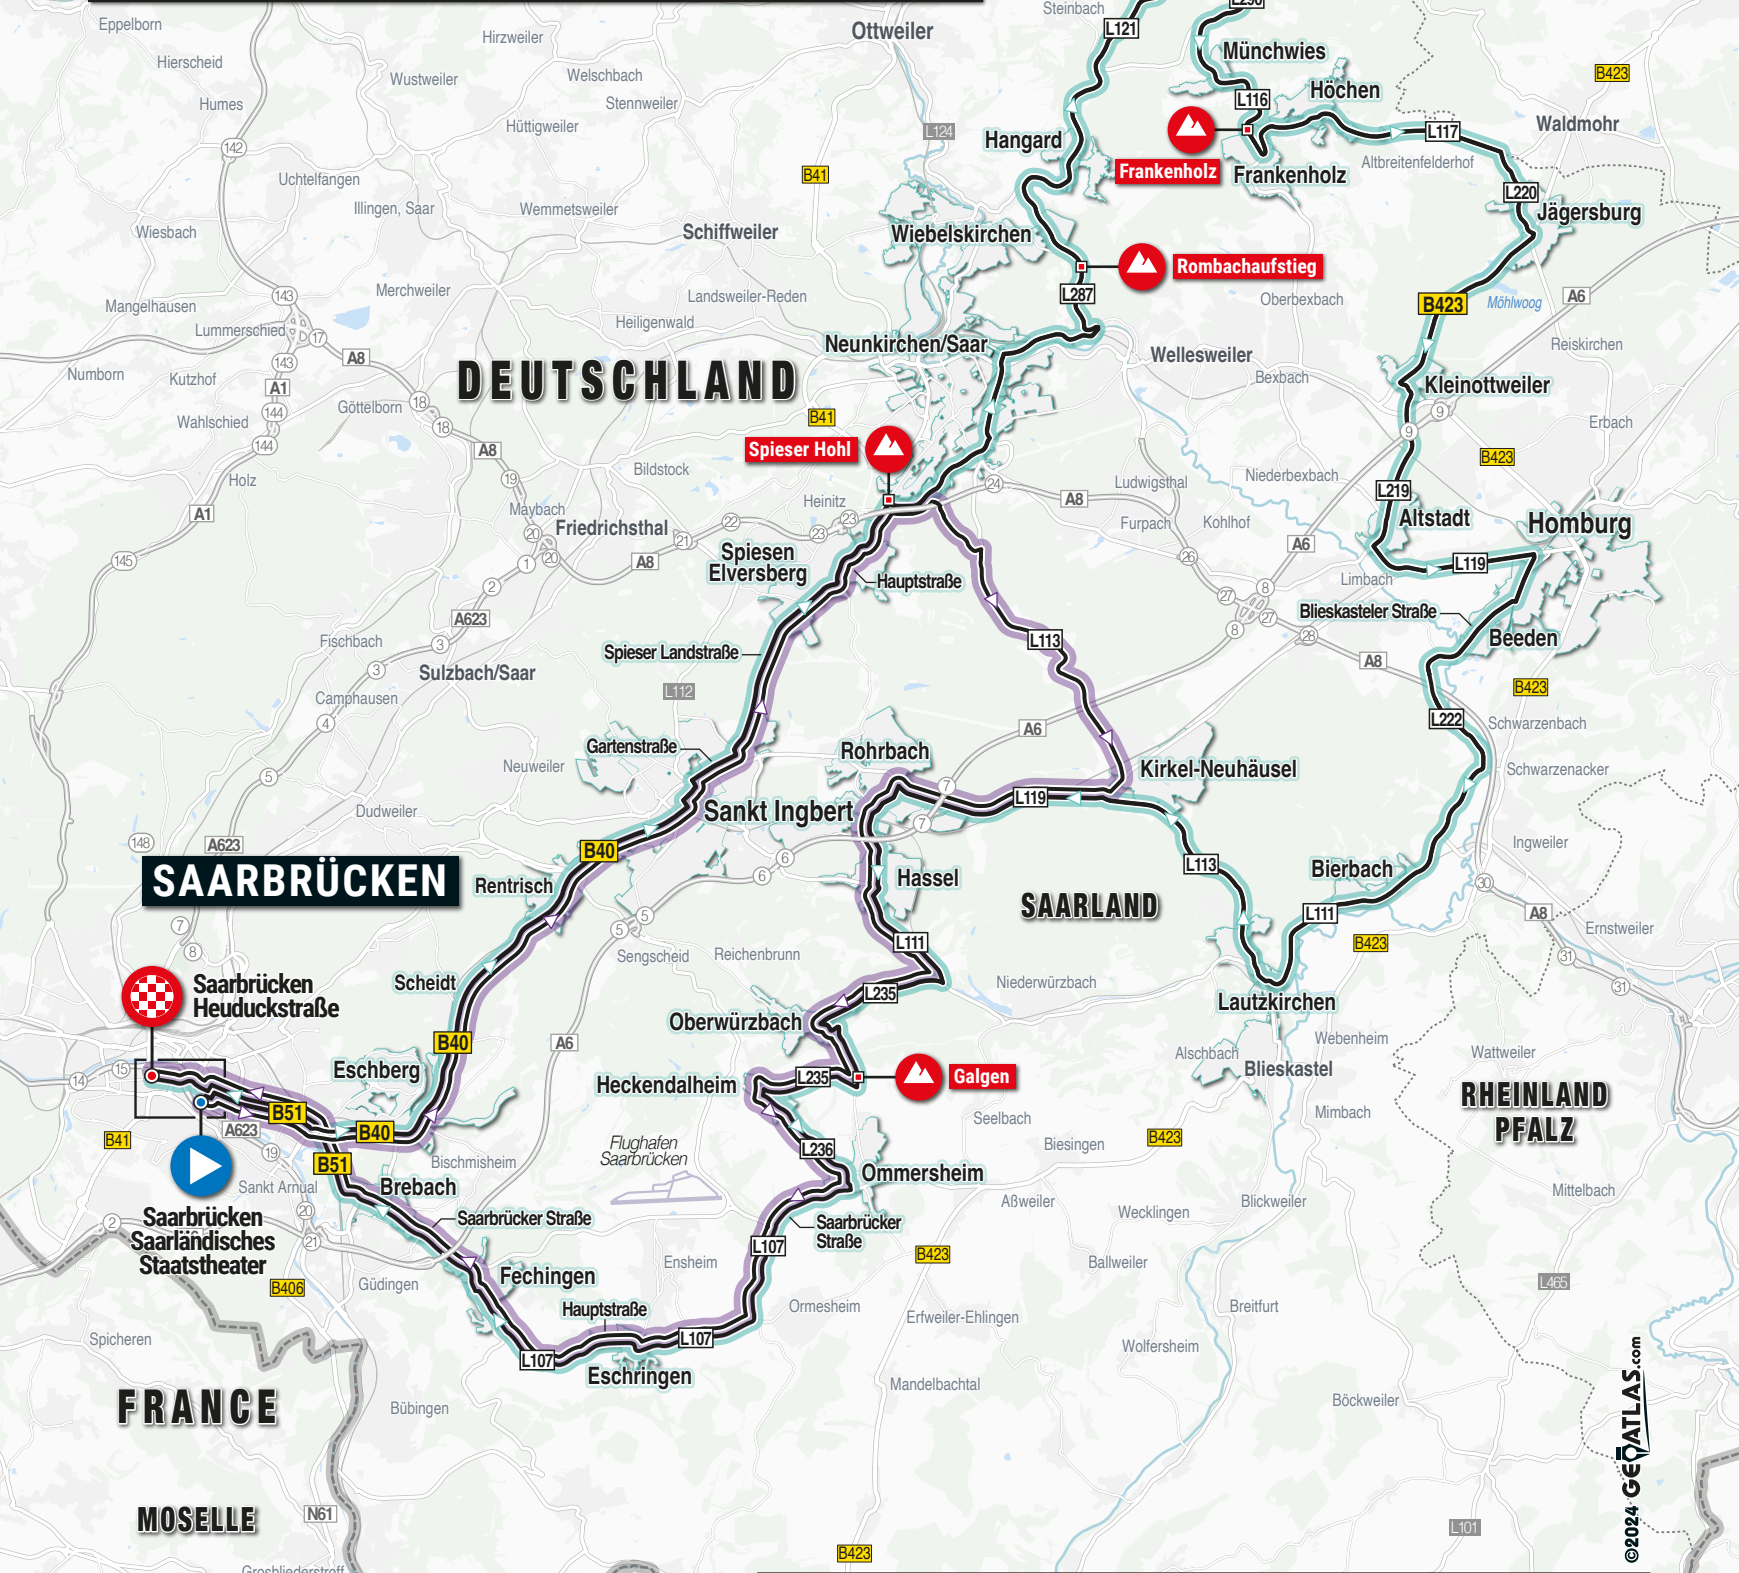 Eppelborn
Steinbach
L121
L290
Ottweiler
Hirzweiler
Hierscheid
Wustweiler
Welschbach
Münchwies
B423
Humes
Stennweiler
L116
Höchen
Hüttigweiler
L124
Hangard
L117
Waldmohr
142
Uchtelfangen
B41
Frankenholz
Frankenholz
Altbreitenfelderhof
L220
Illingen, Saar
Wemmetsweiler
Jägersburg
Wiesbach
Schiffweiler
Wiebelskirchen
Rombachaufstieg
Mangelhausen
143
Merchweiler
Landsweiler-Reden
L287
Oberbexbach
B423
Möhlwoog
A6
Lummerschied
17
Heiligenwald
Neunkirchen/Saar
Reiskirchen
143
A8
Wellesweiler
Numborn
Kutzhof
A1
DEUTSCHLAND
Bexbach
Kleinottweiler
Göttelborn
18
B41
9
Wahlschied
144
18
Erbach
144
A8
Spieser Hohl
9
B423
Holz
19
Bildstock
24
Ludwigsthal
Niederbexbach
L219
A1
Maybach
Heinitz
A8
Altstadt
Homburg
Friedrichsthal
22
23
23
Furpach
Kohlhof
20
21
A6
145
1
20
A8
Spiesen
Elversberg
26
L119
2
Hauptstraße
Limbach
8
27
Blieskasteler Straße
A623
27
8
28
Beeden
Fischbach
3
Spieser Landstraße
L113
A8
3
Sulzbach/Saar
B423
Camphausen
L112
L222
4
A6
Schwarzenbach
Gartenstraße
Rohrbach
5
Neuweiler
Kirkel-Neuhäusel
Schwarzenacker
7
L119
Dudweiler
Sankt Ingbert
7
148
A623
B40
6
Ingweiler
6
L113
Bierbach
SAARBRÜCKEN
Rentrisch
Hassel
30
7
5
SAARLAND
L111
A8
5
L111
B423
Ernstweiler
8
Sengscheid
Reichenbrunn
31
Saarbrücken
Heuduckstraße
Scheidt
L235
Niederwürzbach
31
Lautzkirchen
Oberwürzbach
B40
A6
Webenheim
Alschbach
Wattweiler
15
Eschberg
Blieskastel
14
Heckendalheim
L235
Galgen
RHEINLAND
PFALZ
B51
Seelbach
Mimbach
B41
A623
B40
Biesingen
B423
19
Flughafen
Saarbrücken
L236
B51
Bischmisheim
Ommersheim
Sankt Arnual
Brebach
Mittelbach
Aßweiler
Blickweiler
Saarbrücken
Saarländisches
Staatstheater
20
Saarbrücker Straße
Saarbrücker
Straße
Wecklingen
2
21
L107
B423
Ensheim
Ballweiler
B406
Güdingen
Fechingen
L465
Hauptstraße
Ormesheim
Breitfurt
Erfweiler-Ehlingen
Spicheren
L107
Wolfersheim
L107
Eschringen
Mandelbachtal
FRANCE
Bübingen
Böckweiler
MOSELLE
N61
L101
B423
Grosbliederstroff
©2024 GEOATLAS.com